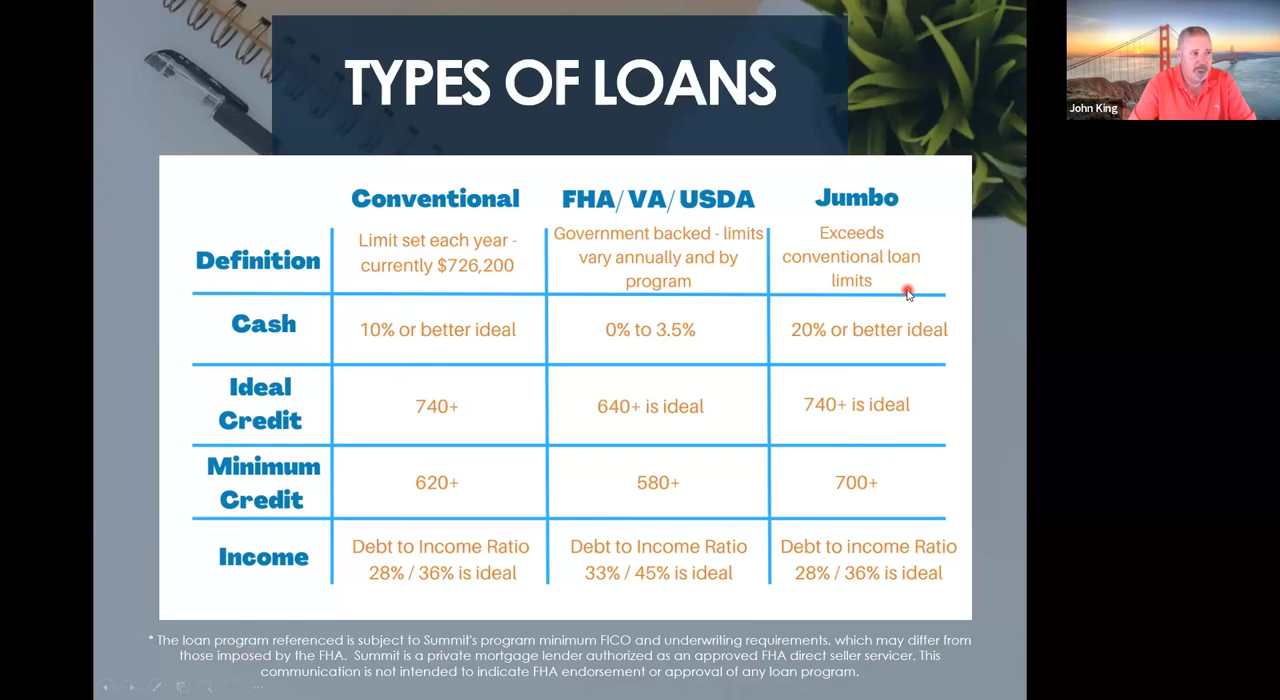 TYPES OF LOANS
John King
Conventional
FHA/ VA/ USDA
Jumbo
Definition
Limit set each year -
currently $726,200
Government backed - limits
vary annually and by
program
Exceeds
conventional loan
limits
Cash
10% or better ideal
0% to 3.5%
20% or better ideal
Ideal
Credit
740+
640+ is ideal
740+ is ideal
Minimum
Credit
620+
580+
700+
Income
Debt to Income Ratio
28% / 36% is ideal
Debt to Income Ratio
33% / 45% is ideal
Debt to income Ratio
28% / 36% is ideal
* The loan program referenced is subject to Summit's program minimum FICO and underwriting requirements, which may differ from
those imposed by the FHA. Summit is a private mortgage lender authorized as an approved FHA direct seller servicer. This
communication is not intended to indicate FHA endorsement or approval of any loan program.